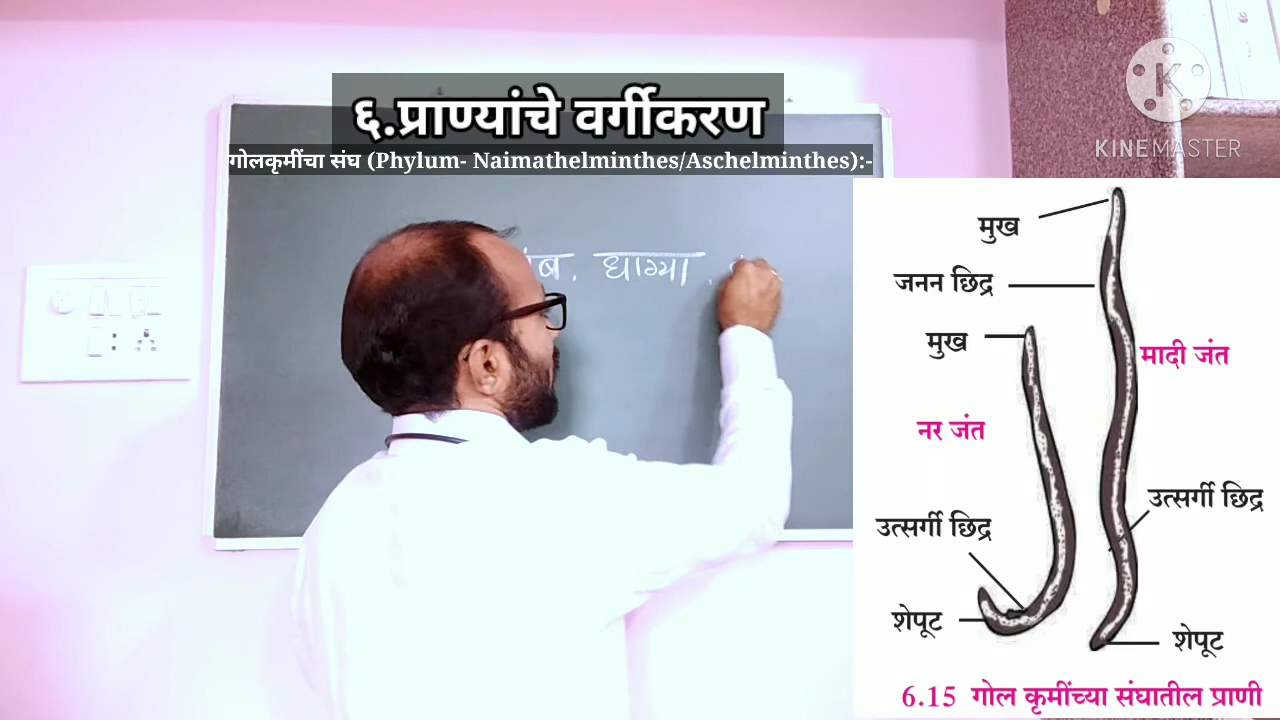 ६.प्राण्यांचे वर्गीकरण
गोलकृमींचा संघ (Phylum- Naimathelminthes/Aschelminthes):-
KINEMASTER
धाग्या
मुख
जनन छिद्र
मुख
मादी जंत
नर जंत
उत्सर्गी छिद्र
उत्सर्गी छिद्र
शेपूट
शेपूट
6.15 गोल कृमींच्या संघातील प्राणी